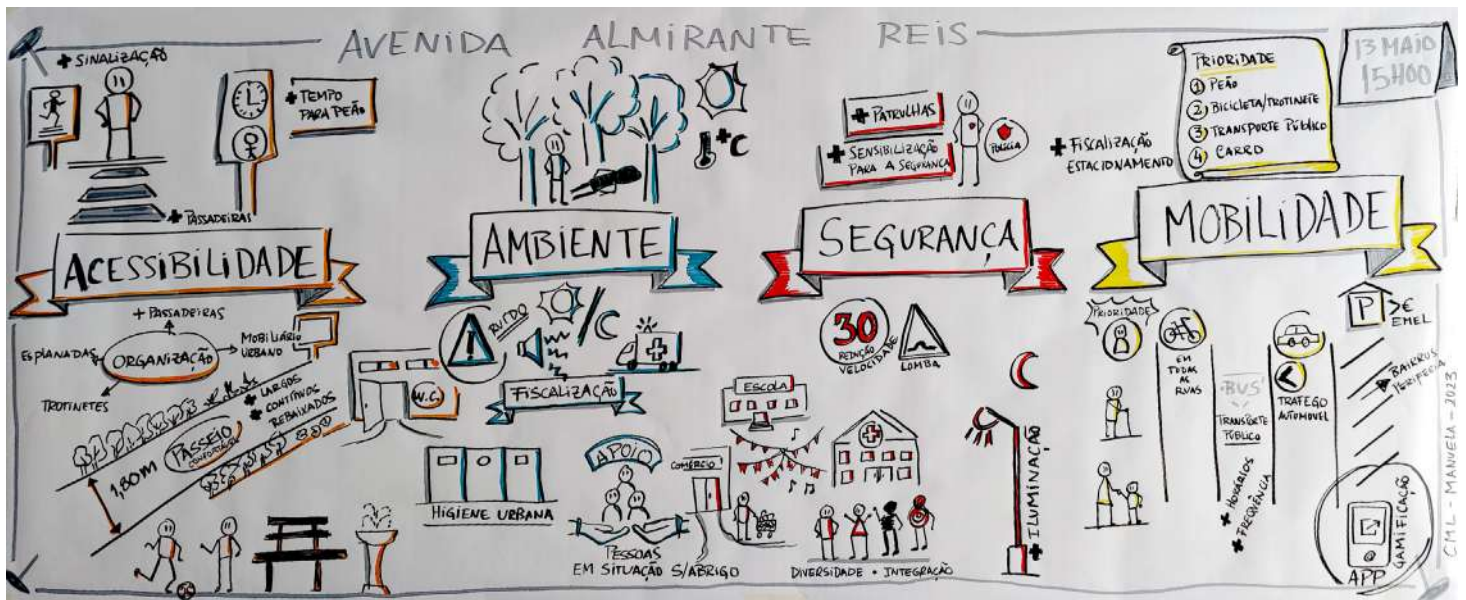 AVENIDA ALMIRANTE REIS
13 MAIO
15H00
+ SINALIZAÇÃO
+ TEMPO
PARA PEÃO
+ PASSADEIRAS
ACESSIBILIDADE
+ PASSADEIRAS
ESPLANADAS
ORGANIZAÇÃO
MOBILIÁRIO
URBANO
TROTINETES
+ LARGOS
+ CONTÍNUOS
+ REBAIXADOS
PASSEIO
CONFORTÁVEL
1,80M
W.C.
+°C
AMBIENTE
RUÍDO
FISCALIZAÇÃO
HIGIENE URBANA
APOIO
PESSOAS
EM SITUAÇÃO S/ABRIGO
+ PATRULHAS
+ SENSIBILIZAÇÃO
PARA A SEGURANÇA
POLÍCIA
SEGURANÇA
30
REDUÇÃO
VELOCIDADE
LOMBA
ESCOLA
COMÉRCIO
DIVERSIDADE • INTEGRAÇÃO
+ ILUMINAÇÃO
PRIORIDADE
1) PEÃO
2) BICICLETA/TROTINETE
3) TRANSPORTE PÚBLICO
4) CARRO
+ FISCALIZAÇÃO
ESTACIONAMENTO
MOBILIDADE
PRIORIDADE
EM
TODAS
AS
RUAS
BUS
TRANSPORTE
PÚBLICO
+ HORÁRIOS
+ FREQUÊNCIA
TRAFEGO
AUTOMOVEL
P
>€
EMEL
BAIRROS
PERIFERIA
GAMIFICAÇÃO
APP
CML - MANUELA - 2023